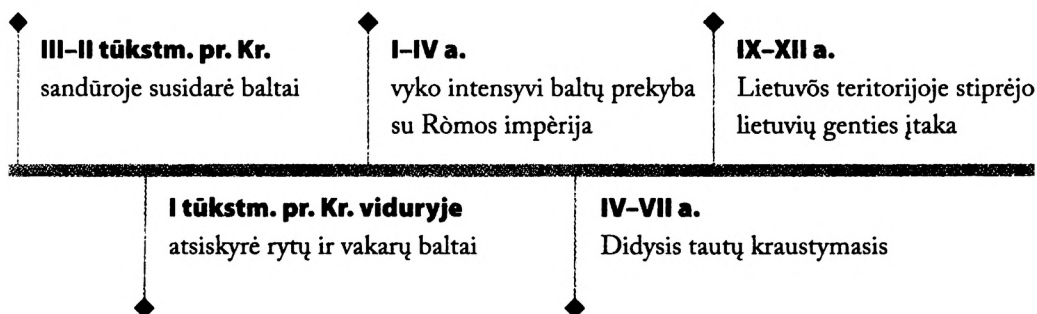 III–II tūkstm. pr. Kr.
sandūroje susidarė baltai
I–IV a.
vyko intensyvi baltų prekyba
su Ròmos impèrija
IX–XII a.
Lietuvõs teritorijoje stiprėjo
lietuvių genties įtaka
I tūkstm. pr. Kr. viduryje
atsiskyrė rytų ir vakarų baltai
IV–VII a.
Didysis tautų kraustymasis